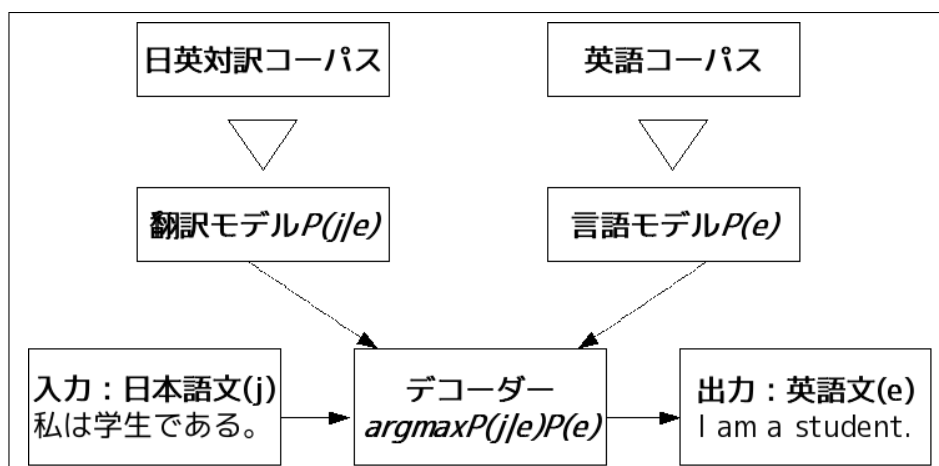 日英対訳コーパス
英語コーパス
翻訳モデルP(j|e)
言語モデルP(e)
入力：日本語文(j)
私は学生である。
デコーダー
argmaxP(j|e)P(e)
出力：英語文(e)
I am a student.